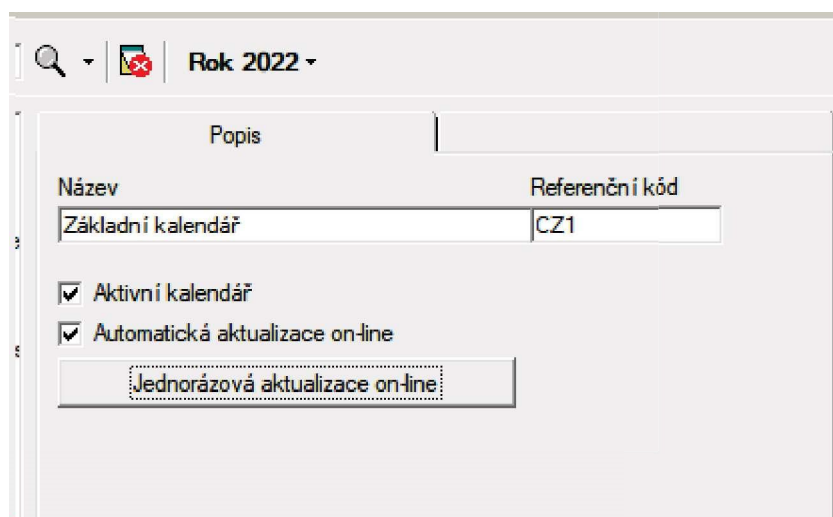 Rok 2022
Popis
Název Referenční kód
Základní kalendář CZ1
Aktivní kalendář
Automatická aktualizace on-line
Jednorázová aktualizace on-line